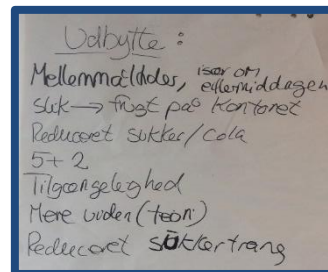 Udbytte :
Mellemmåltider, især om eftermiddagen
slik → frugt på kontoret
Reduceret sukker/cola
5+2
Tilgængelighed
Mere viden (teori)
Reduceret sukkertrang